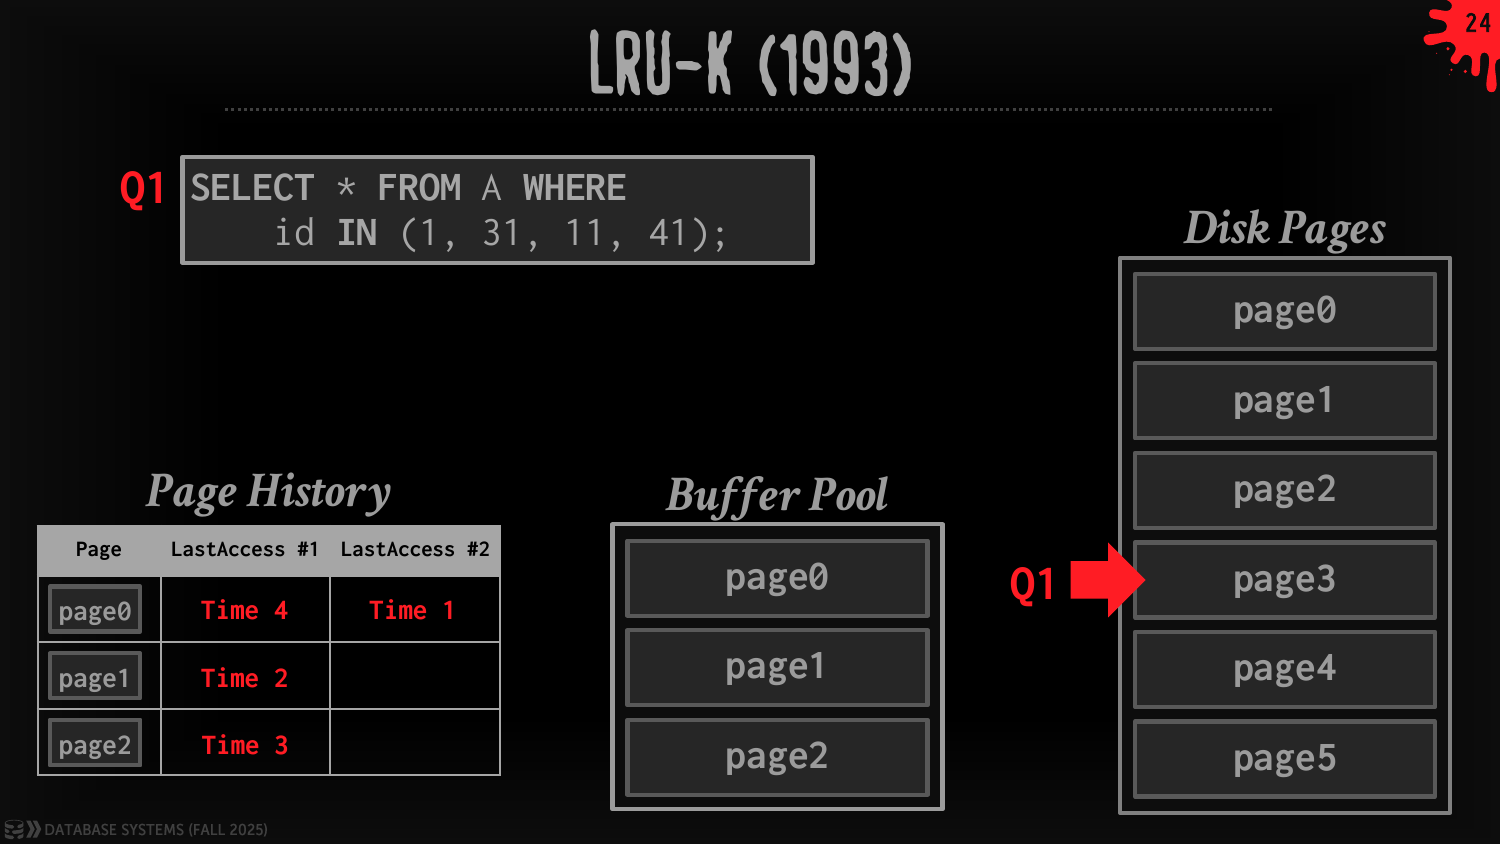 24
LRU-K (1993)
Q1
SELECT * FROM A WHERE
id IN (1, 31, 11, 41);
Disk Pages
page0
page1
page2
page3
page4
page5
Q1
Page History
Page LastAccess #1 LastAccess #2
page0 Time 4 Time 1
page1 Time 2
page2 Time 3
Buffer Pool
page0
page1
page2
DATABASE SYSTEMS (FALL 2025)